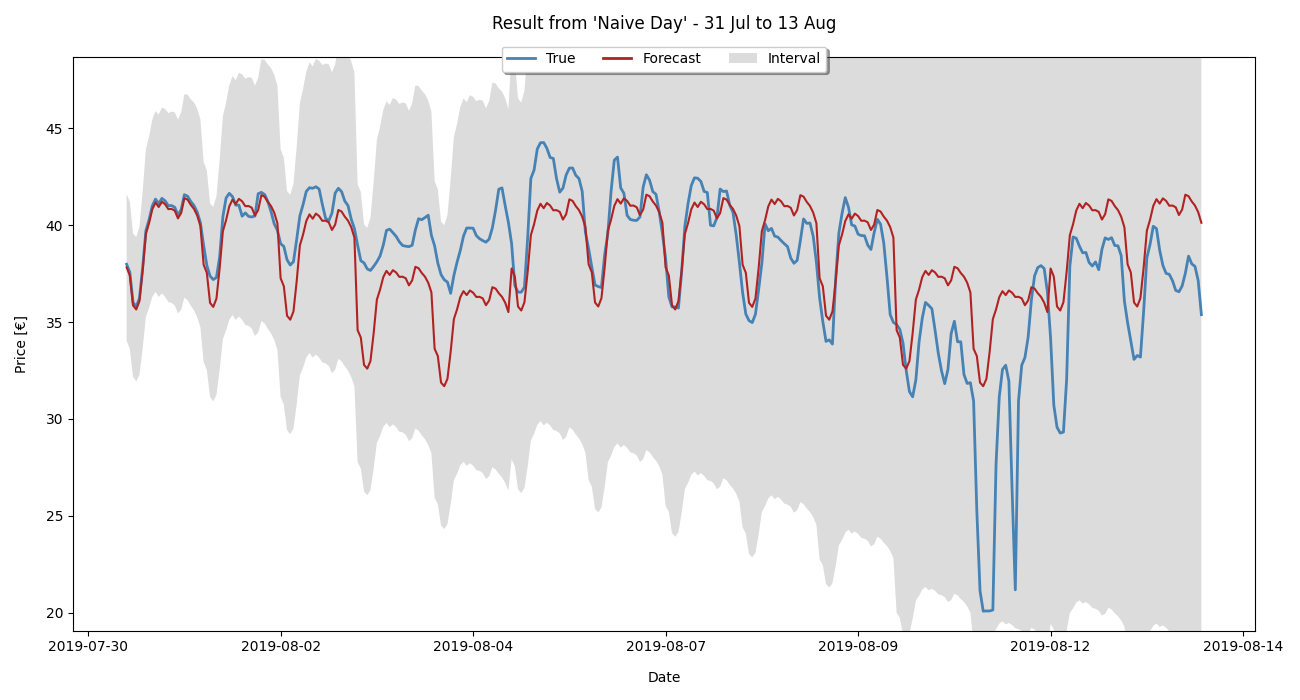 Result from 'Naive Day' - 31 Jul to 13 Aug
True Forecast Interval
Price [€]
45
40
35
30
25
20
2019-07-30 2019-08-02 2019-08-04 2019-08-07 2019-08-09 2019-08-12 2019-08-14
Date